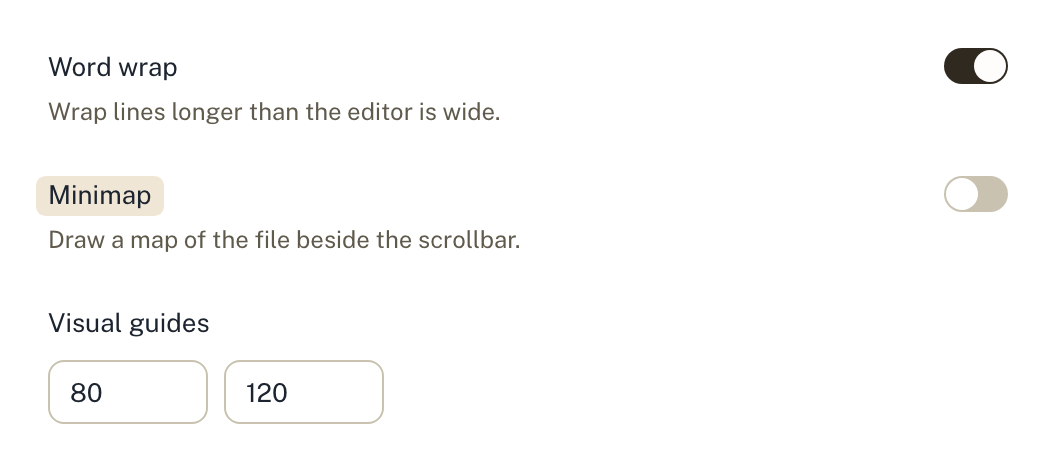 Word wrap
Wrap lines longer than the editor is wide.
Minimap
Draw a map of the file beside the scrollbar.
Visual guides
80
120